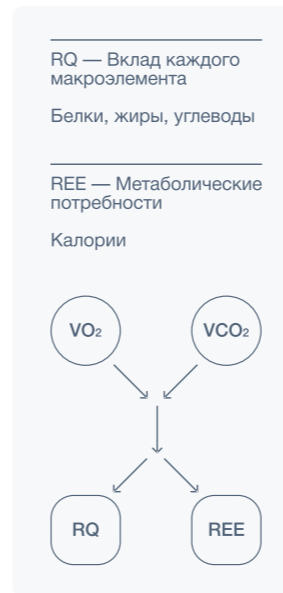 RQ — Вклад каждого
макроэлемента
Белки, жиры, углеводы
REE — Метаболические
потребности
Калории
VO₂
VCO₂
RQ
REE